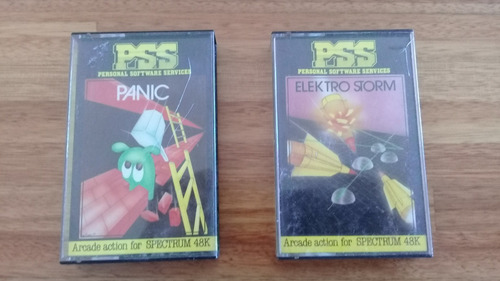 PSS
PERSONAL SOFTWARE SERVICES
PANIC
Arcade action for SPECTRUM 48K
PSS
PERSONAL SOFTWARE SERVICES
ELEKTRO STORM
Arcade action for SPECTRUM 48K